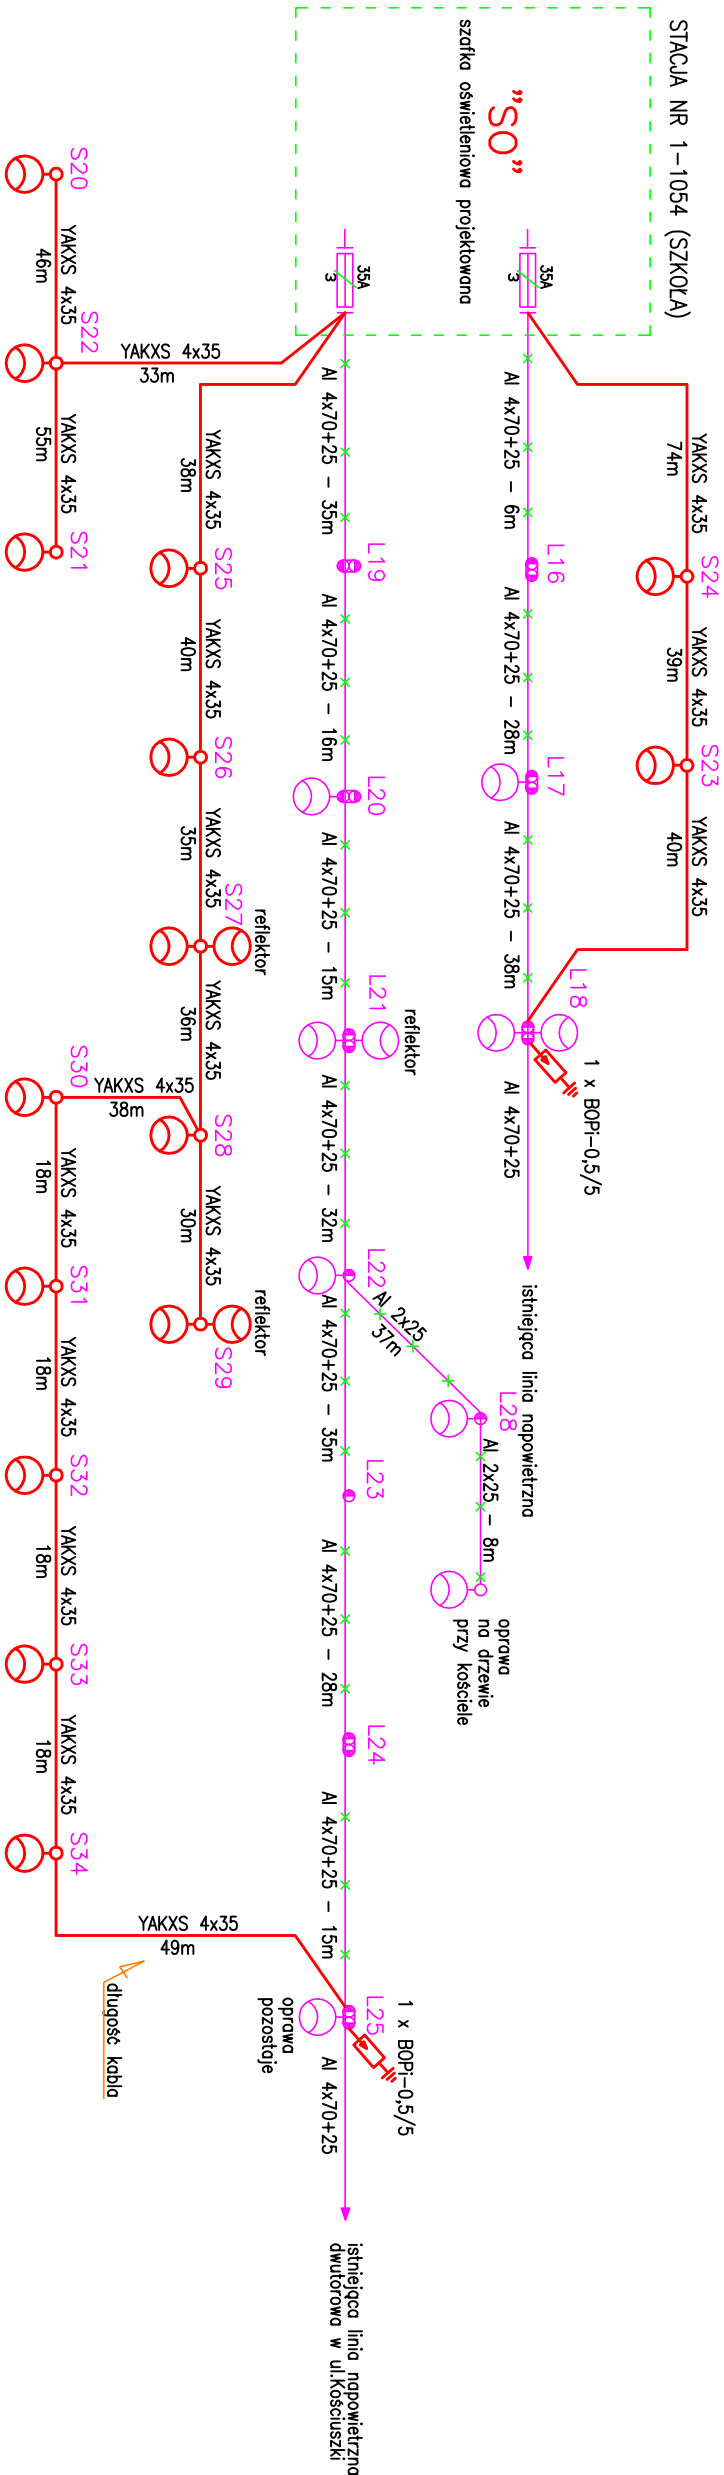 STACJA NR 1-1054 (SZKOŁA)
"SO"
szafka oświetleniowa projektowana
35A
3
35A
3
YAKXS 4x35
74m
S24
YAKXS 4x35
39m
S23
YAKXS 4x35
40m
Al 4x70+25 - 6m
L16
Al 4x70+25 - 28m
L17
Al 4x70+25 - 38m
L18
1 x BOPi-0,5/5
Al 4x70+25
istniejąca linia napowietrzna
Al 4x70+25 - 35m
L19
Al 4x70+25 - 16m
L20
Al 4x70+25 - 15m
L21
reflektor
Al 4x70+25 - 32m
L22
Al 2x25
37m
L28
Al 2x25 - 8m
oprawa
na drzewie
przy kościele
Al 4x70+25 - 35m
L23
Al 4x70+25 - 28m
L24
Al 4x70+25 - 15m
L25
1 x BOPi-0,5/5
oprawa
pozostaje
Al 4x70+25
istniejąca linia napowietrzna
dwutorowa w ul.Kościuszki
YAKXS 4x35
38m
S25
YAKXS 4x35
40m
S26
YAKXS 4x35
35m
S27
reflektor
YAKXS 4x35
36m
S28
YAKXS 4x35
30m
S29
reflektor
S20
YAKXS 4x35
46m
S22
YAKXS 4x35
33m
YAKXS 4x35
55m
S21
S30
YAKXS 4x35
38m
YAKXS 4x35
18m
S31
YAKXS 4x35
18m
S32
YAKXS 4x35
18m
S33
YAKXS 4x35
18m
S34
YAKXS 4x35
49m
długość kabla